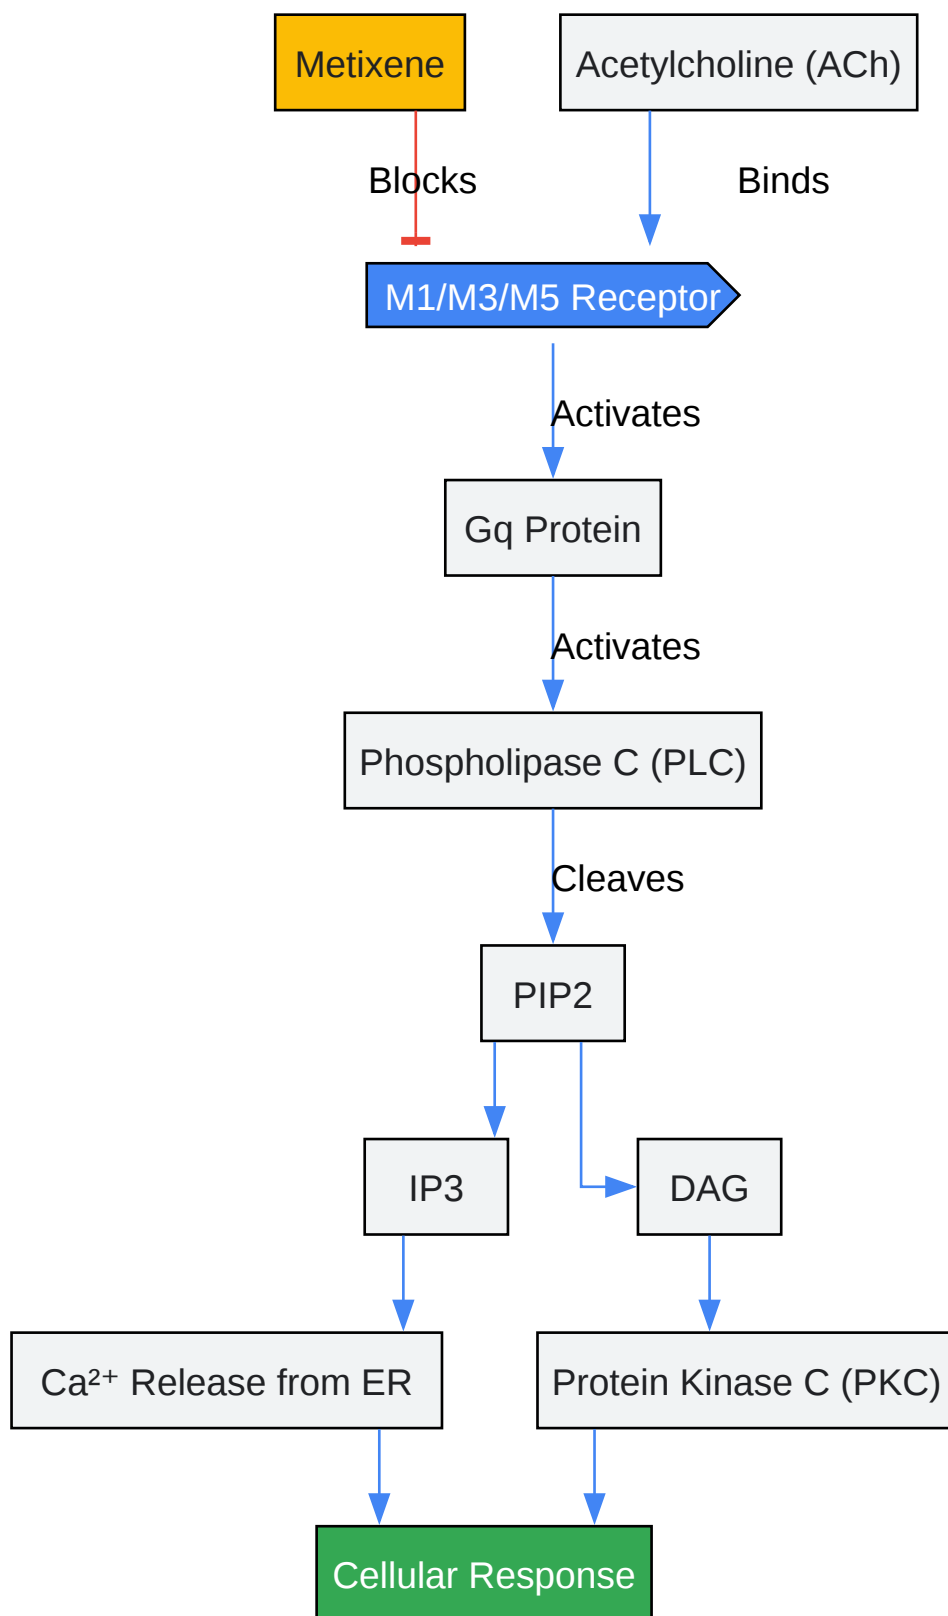 Metixene
Acetylcholine (ACh)
Blocks
Binds
M1/M3/M5 Receptor
Activates
Gq Protein
Activates
Phospholipase C (PLC)
Cleaves
PIP2
IP3
DAG
Ca²⁺ Release from ER
Protein Kinase C (PKC)
Cellular Response